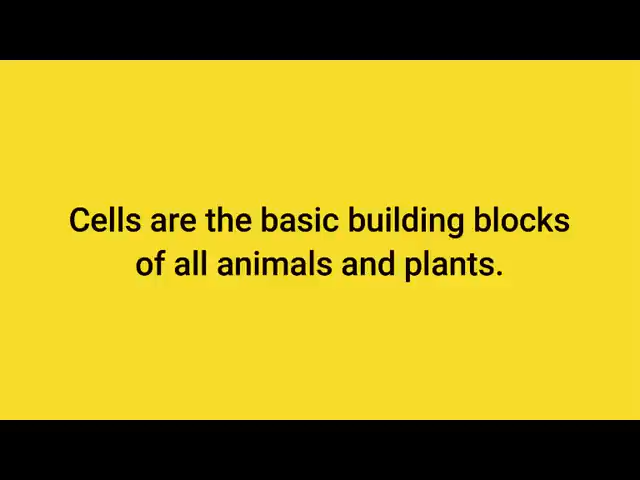 Cells are the basic building blocks
of all animals and plants.